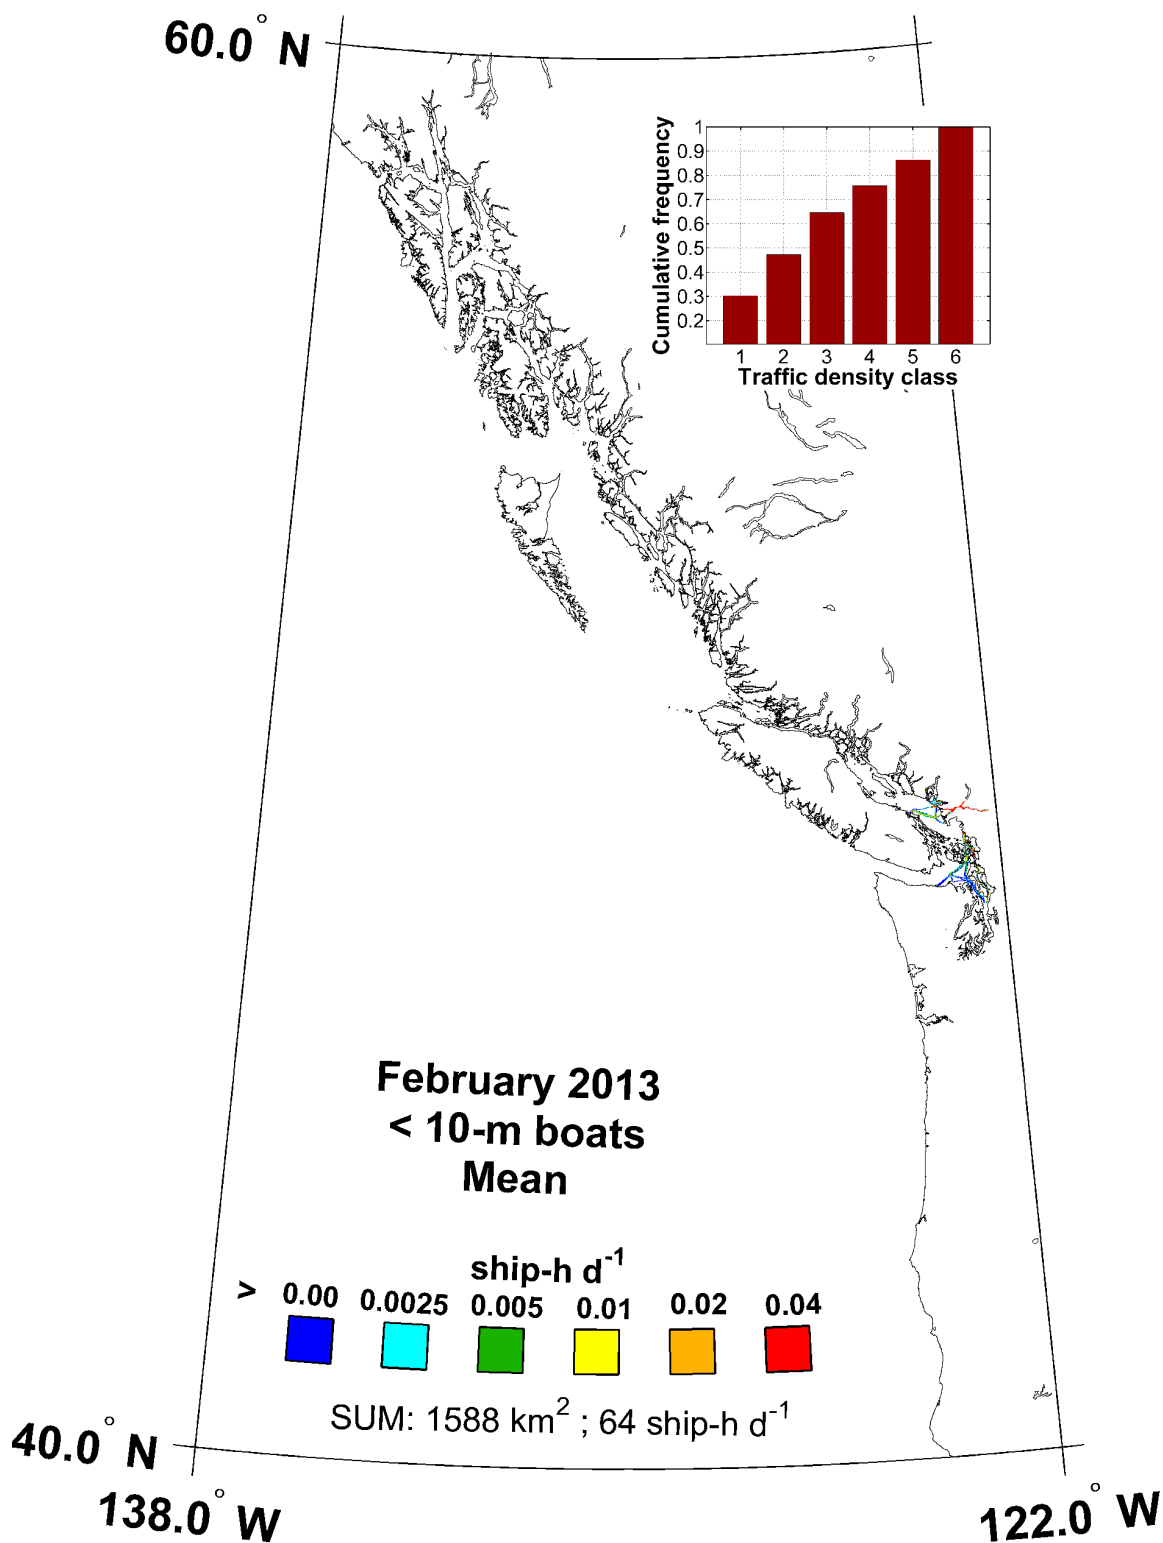 60.0° N
Cumulative frequency
1
0.9
0.8
0.7
0.6
0.5
0.4
0.3
0.2
1 2 3 4 5 6
Traffic density class
February 2013
< 10-m boats
Mean
ship-h d⁻¹
> 0.00 0.0025 0.005 0.01 0.02 0.04
SUM: 1588 km² ; 64 ship-h d⁻¹
40.0° N
138.0° W
122.0° W